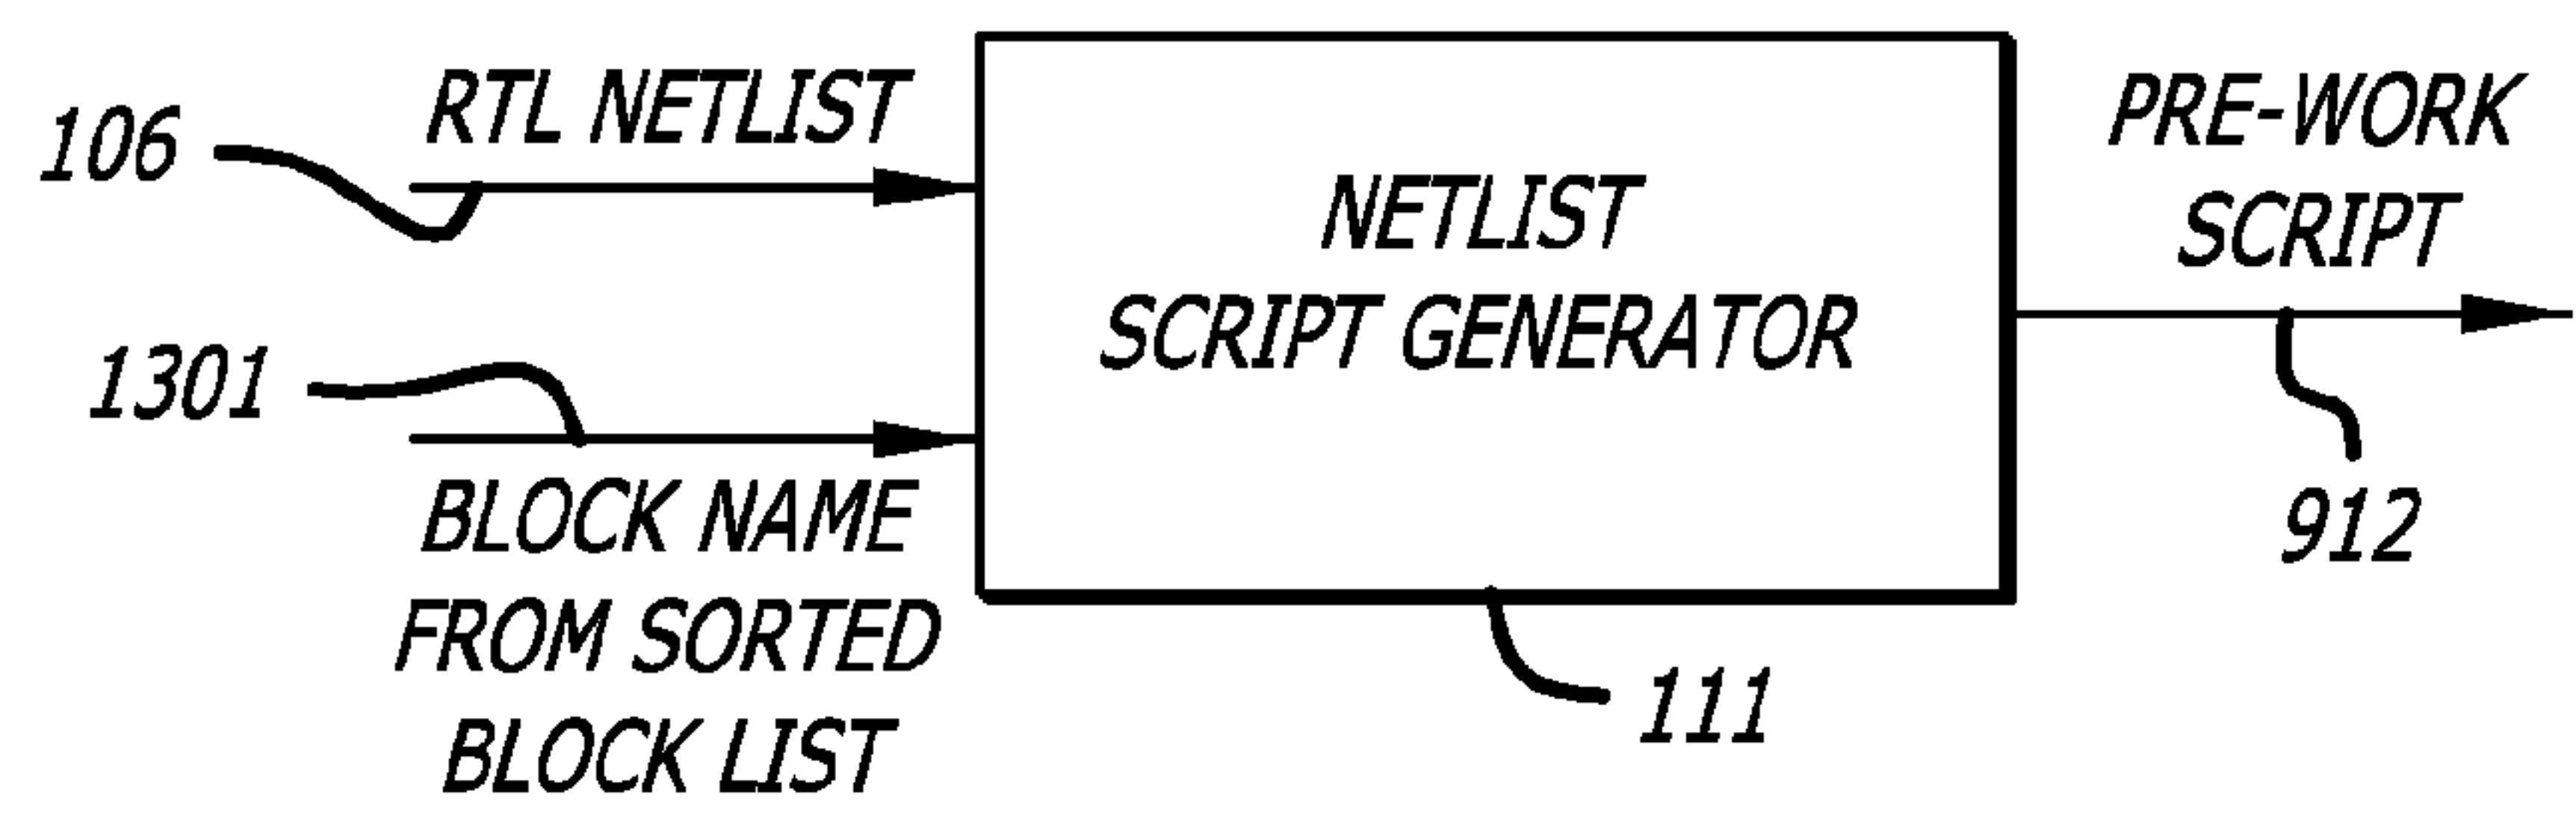 106
RTL NETLIST
1301
BLOCK NAME
FROM SORTED
BLOCK LIST
NETLIST
SCRIPT GENERATOR
111
PRE-WORK
SCRIPT
912